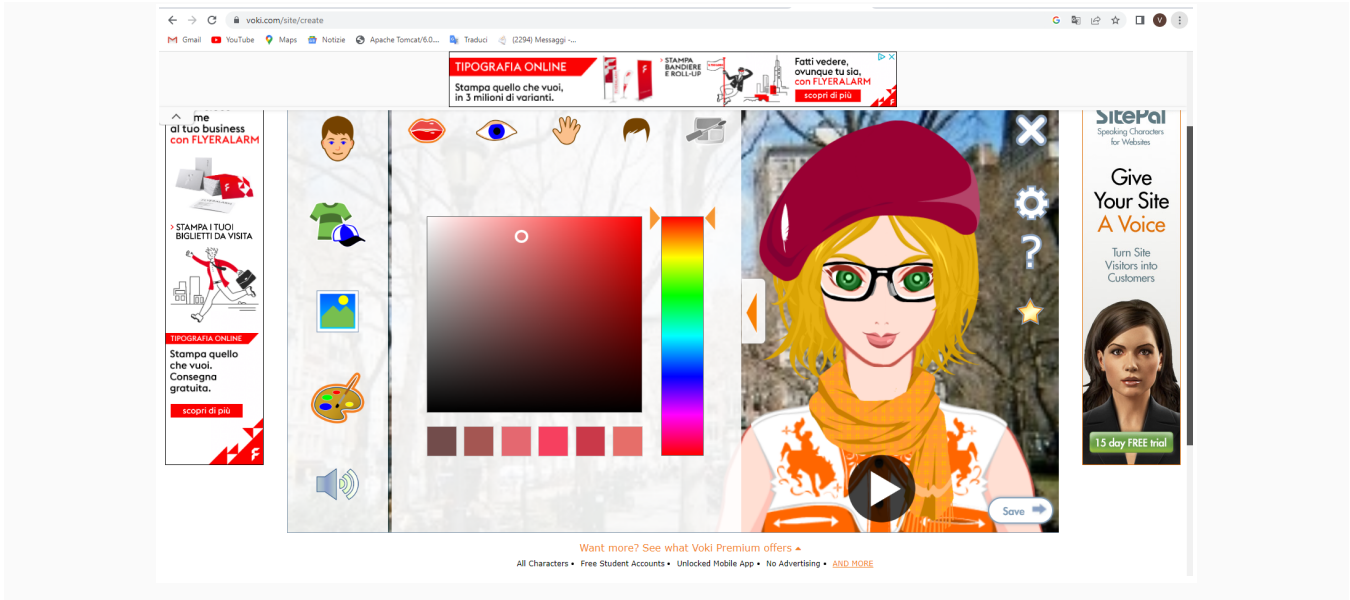 voki.com/site/create
G
V
Gmail
YouTube
Maps
Notizie
Apache Tomcat/6.0...
Traduci
(2294) Messaggi -...
TIPOGRAFIA ONLINE
Stampa quello che vuoi,
in 3 milioni di varianti.
> STAMPA
BANDIERE
E ROLL-UP
Fatti vedere,
ovunque tu sia,
con FLYERALARM
scopri di più
me
al tuo business
con FLYERALARM
> STAMPA I TUOI
BIGLIETTI DA VISITA
TIPOGRAFIA ONLINE
Stampa quello
che vuoi.
Consegna
gratuita.
scopri di più
?
Save
SitePal
Speaking Characters
for Websites
Give
Your Site
A Voice
Turn Site
Visitors into
Customers
15 day FREE trial
Want more? See what Voki Premium offers
All Characters • Free Student Accounts • Unlocked Mobile App • No Advertising • AND MORE